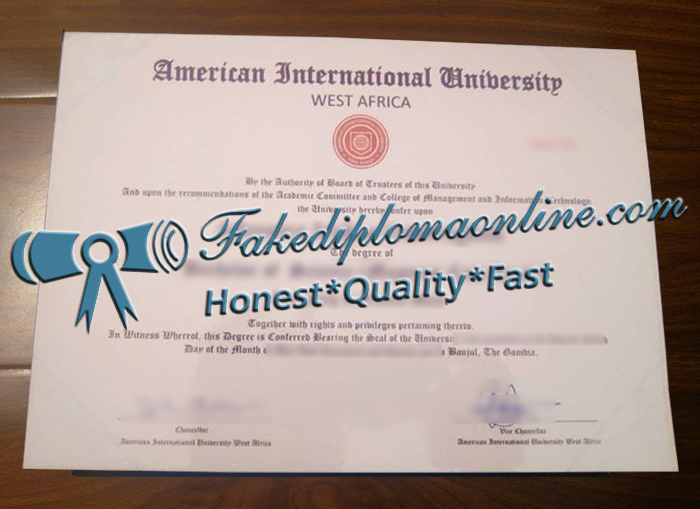 American International University
WEST AFRICA
By the Authority of Board of Trustees of this University
And upon the recommendations of the Academic Committee and College of Management and Information Technology,
the University hereby confer upon
Fakediplomaonline.com
The degree of
Honest*Quality*Fast
Together with rights and privileges pertaining thereto.
In Witness Whereof, this Degree is Conferred Bearing the Seal of the Universi
Day of the Month Banjul, The Gambia.
Chancellor Vice Chancellor
American International University West Africa American International University West Africa